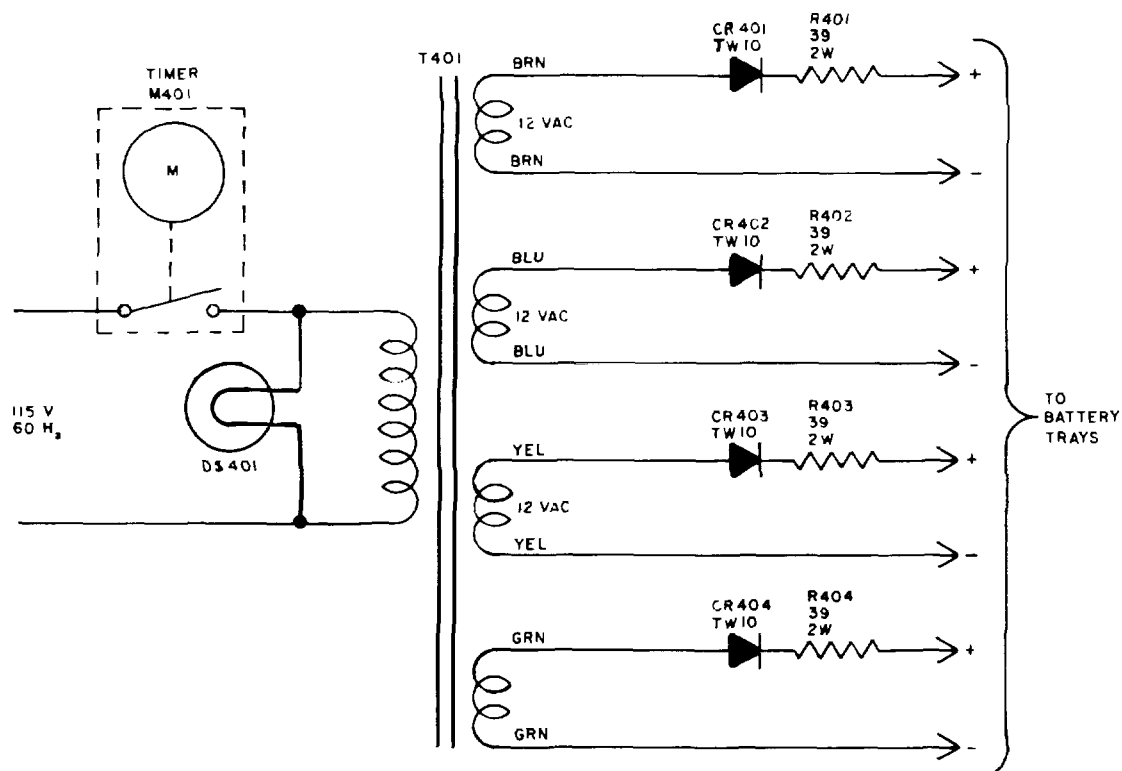 TIMER
M401
M
115 V
60 Hz
DS401
T401
BRN
12 VAC
BRN
CR401
TW10
R401
39
2W
+
-
BLU
12 VAC
BLU
CR402
TW10
R402
39
2W
+
-
YEL
12 VAC
YEL
CR403
TW10
R403
39
2W
+
-
GRN
GRN
CR404
TW10
R404
39
2W
+
-
TO
BATTERY
TRAYS